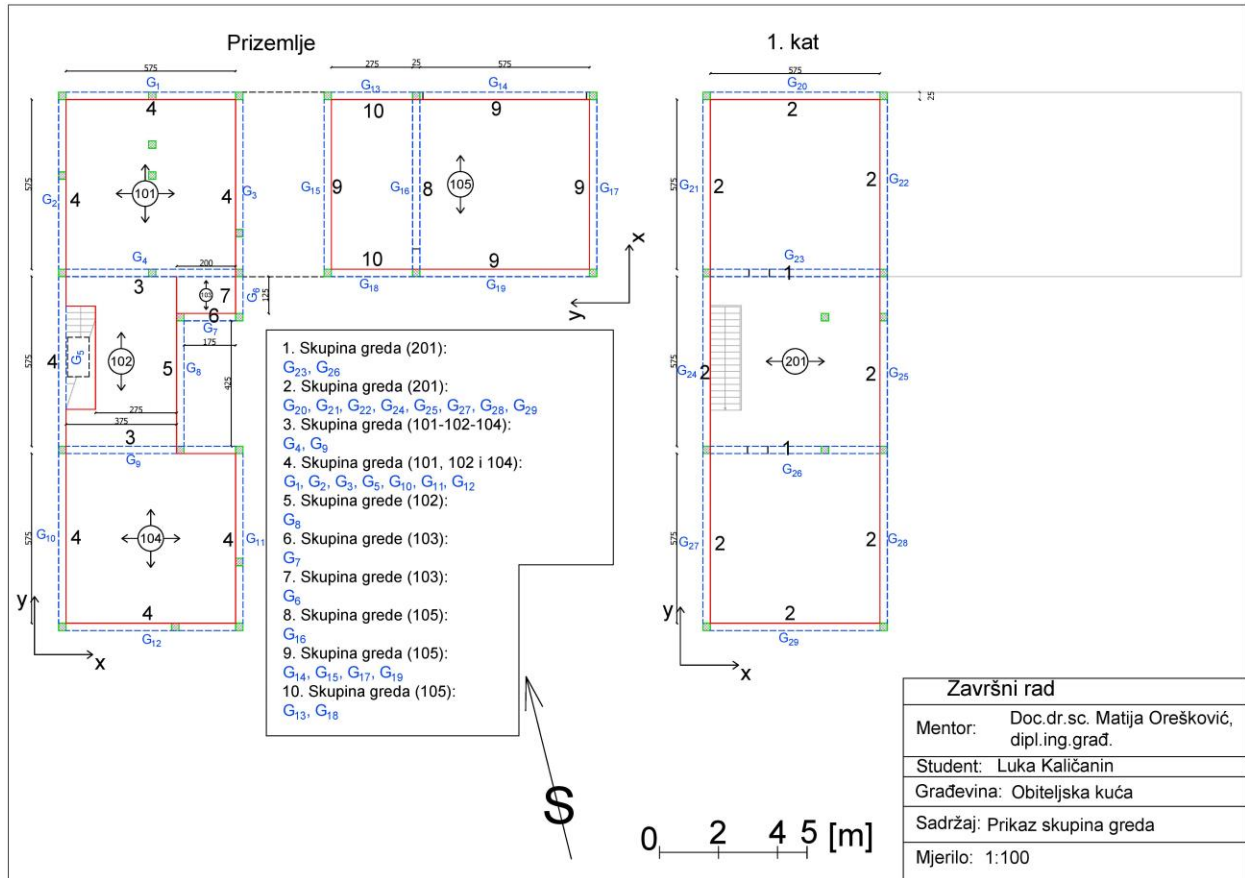 Prizemlje
575
G₁
4
275
25
575
G₁₃
G₁₄
10
9
575
G₂
4
101
4
G₃
G₁₅
9
G₁₆
8
105
9
G₁₇
G₄
200
3
103
7
G₆
125
6
G₇
175
10
G₁₈
9
G₁₉
x
y
575
4
G₅
102
5
G₈
425
275
375
3
G₉
575
G₁₀
4
104
4
G₁₁
4
G₁₂
y
x
1. Skupina greda (201):
G₂₃, G₂₆
2. Skupina greda (201):
G₂₀, G₂₁, G₂₂, G₂₄, G₂₅, G₂₇, G₂₈, G₂₉
3. Skupina greda (101-102-104):
G₄, G₉
4. Skupina greda (101, 102 i 104):
G₁, G₂, G₃, G₅, G₁₀, G₁₁, G₁₂
5. Skupina grede (102):
G₈
6. Skupina grede (103):
G₇
7. Skupina grede (103):
G₆
8. Skupina grede (105):
G₁₆
9. Skupina greda (105):
G₁₄, G₁₅, G₁₇, G₁₉
10. Skupina greda (105):
G₁₃, G₁₈
S
1. kat
575
G₂₀
25
2
575
G₂₁
2
2
G₂₂
G₂₃
1
575
G₂₄
2
201
2
G₂₅
1
G₂₆
575
G₂₇
2
2
G₂₈
2
G₂₉
y
x
0 2 4 5 [m]
Završni rad
Mentor: Doc.dr.sc. Matija Orešković,
dipl.ing.građ.
Student: Luka Kaličanin
Građevina: Obiteljska kuća
Sadržaj: Prikaz skupina greda
Mjerilo: 1:100